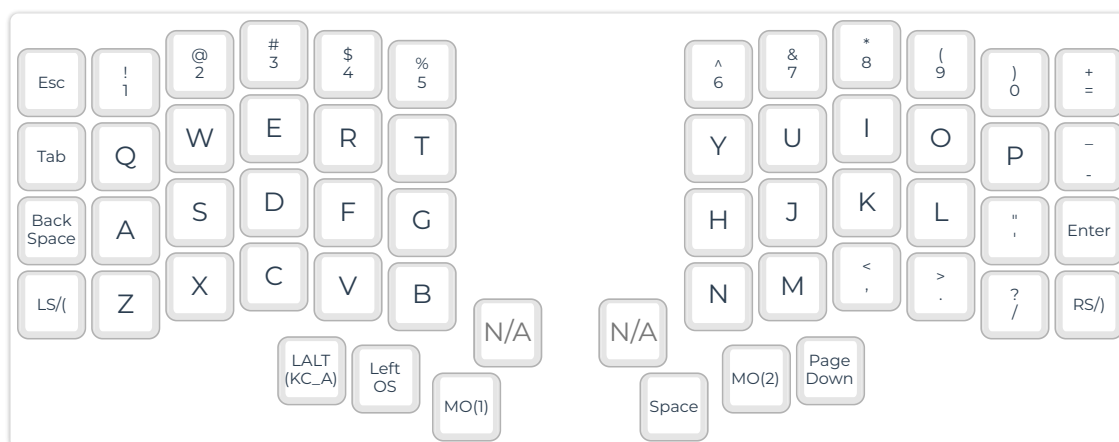 Esc
!
1
@
2
#
3
$
4
%
5
^
6
&
7
*
8
(
9
)
0
+
=
Tab
Q
W
E
R
T
Y
U
I
O
P
_
-
Back
Space
A
S
D
F
G
H
J
K
L
"
'
Enter
LS/(
Z
X
C
V
B
N
M
<
,
>
.
?
/
RS/)
N/A
N/A
LALT
(KC_A)
Left
OS
MO(1)
Space
MO(2)
Page
Down